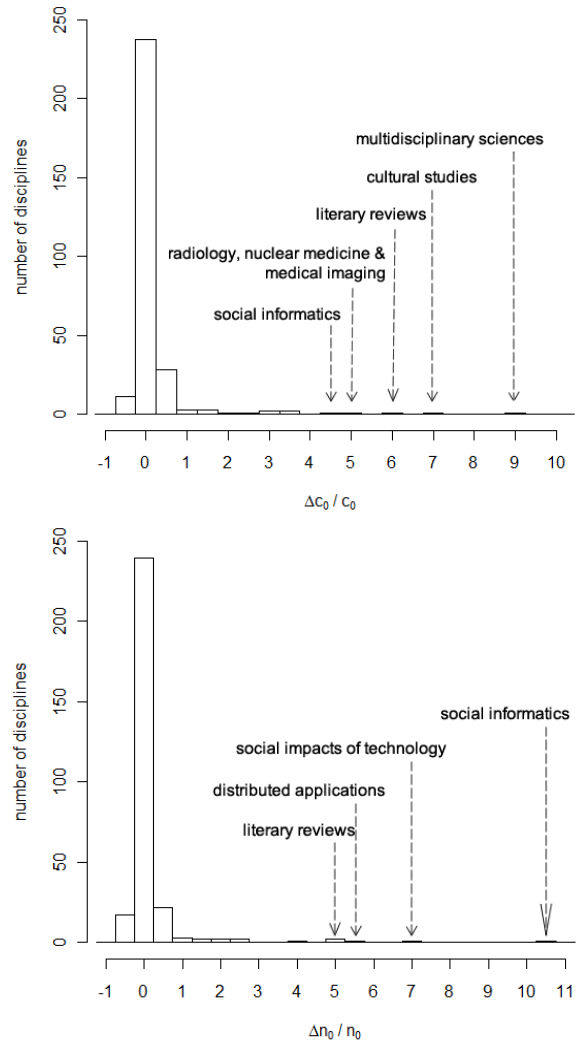 number of disciplines
250
200
150
100
50
0
multidisciplinary sciences
cultural studies
literary reviews
radiology, nuclear medicine &
medical imaging
social informatics
-1 0 1 2 3 4 5 6 7 8 9 10
Δc₀ / c₀
number of disciplines
250
200
150
100
50
0
social informatics
social impacts of technology
distributed applications
literary reviews
-1 0 1 2 3 4 5 6 7 8 9 10 11
Δn₀ / n₀